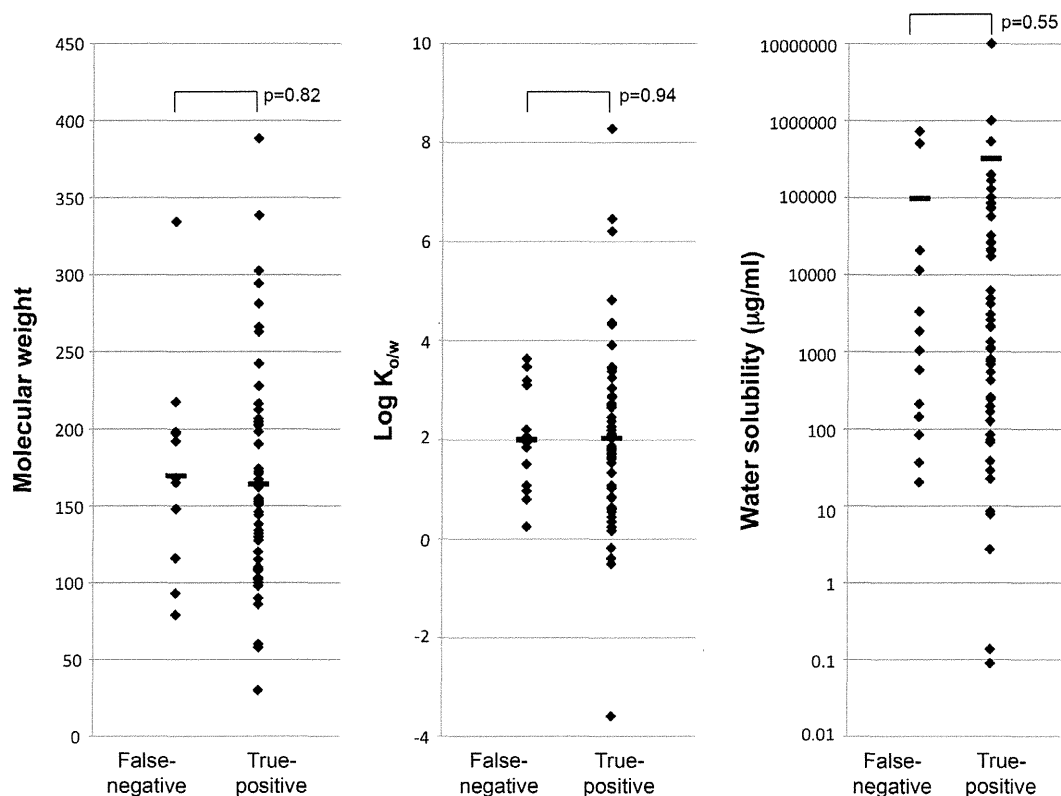 p=0.82
450
400
350
300
250
200
150
100
50
0
Molecular weight
False-
negative
True-
positive
p=0.94
10
8
6
4
2
0
-2
-4
Log Ko/w
False-
negative
True-
positive
p=0.55
10000000
1000000
100000
10000
1000
100
10
1
0.1
0.01
Water solubility (µg/ml)
False-
negative
True-
positive